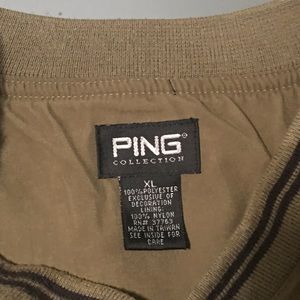 PING®
COLLECTION
XL
100% POLYESTER
EXCLUSIVE OF
DECORATION
LINING:
100% NYLON
RN# 37763
MADE IN TAIWAN
SEE INSIDE FOR
CARE